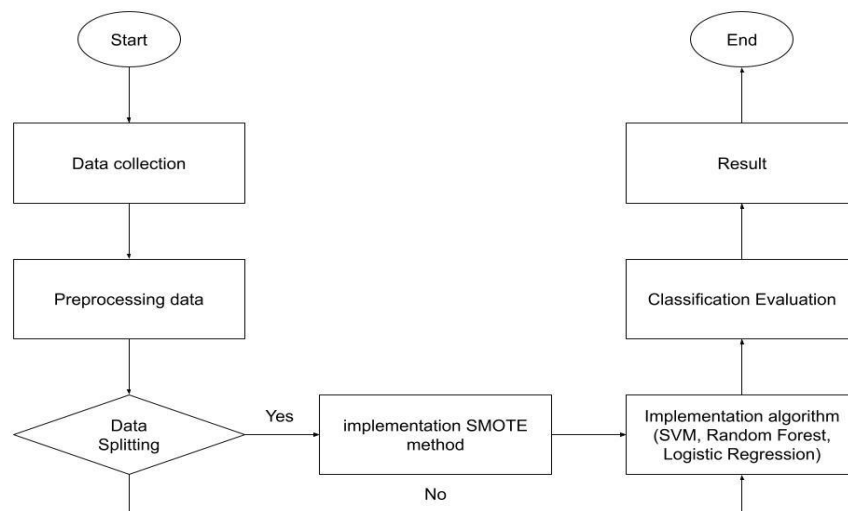 Start
Data collection
Preprocessing data
Data
Splitting
Yes
implementation SMOTE
method
No
Implementation algorithm
(SVM, Random Forest,
Logistic Regression)
Classification Evaluation
Result
End